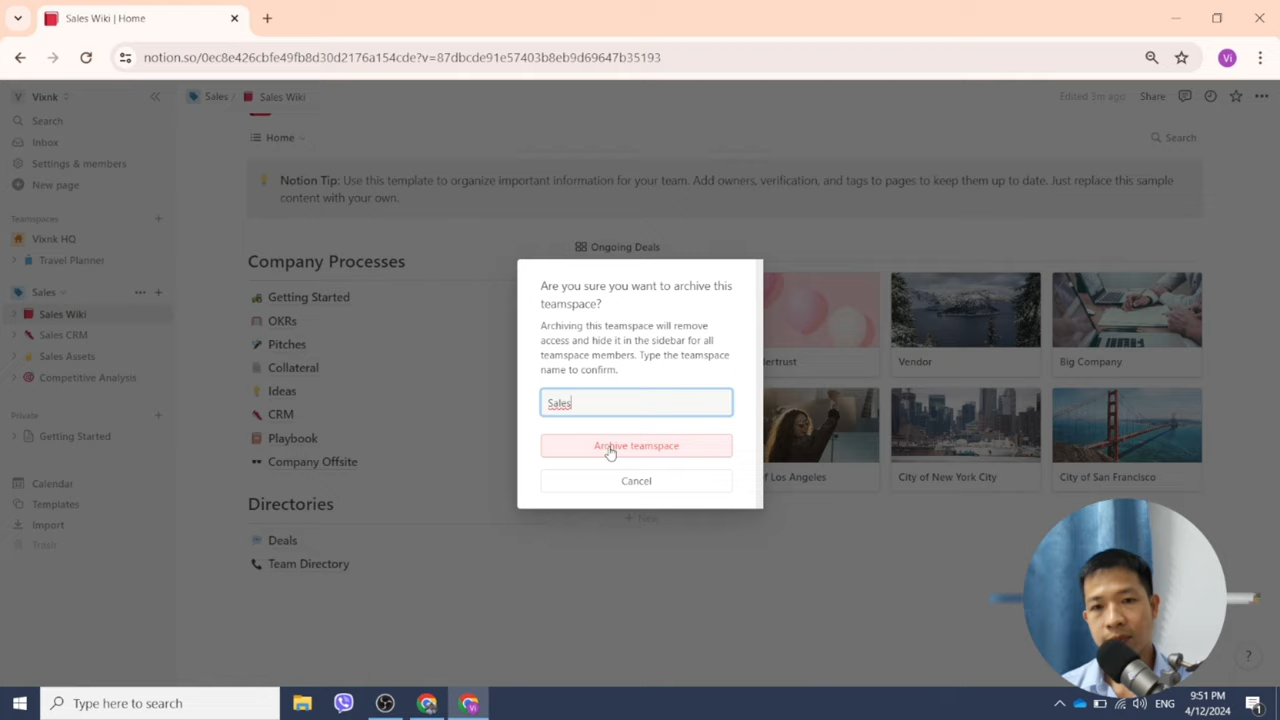 Sales Wiki | Home
notion.so/0ec8e426cbfe49fb8d30d2176a154cde?v=87dbcde91e57403b8eb9d69647b35193
Vi
V Vixnk
Sales / Sales Wiki
Edited 3m ago
Share
Search
Inbox
Settings & members
New page
Teamspaces
Vixnk HQ
Travel Planner
Sales
Sales Wiki
Sales CRM
Sales Assets
Competitive Analysis
Private
Getting Started
Calendar
Templates
Import
Trash
Home
Search
Notion Tip: Use this template to organize important information for your team. Add owners, verification, and tags to pages to keep them up to date. Just replace this sample
content with your own.
Company Processes
Getting Started
OKRs
Pitches
Collateral
Ideas
CRM
Playbook
Company Offsite
Directories
Deals
Team Directory
Ongoing Deals
Are you sure you want to archive this
teamspace?
Archiving this teamspace will remove
access and hide it in the sidebar for all
teamspace members. Type the teamspace
name to confirm.
Sales
Archive teamspace
Cancel
dertrust
Vendor
Big Company
of Los Angeles
City of New York City
City of San Francisco
+ New
?
Type here to search
ENG
9:51 PM
4/12/2024
1